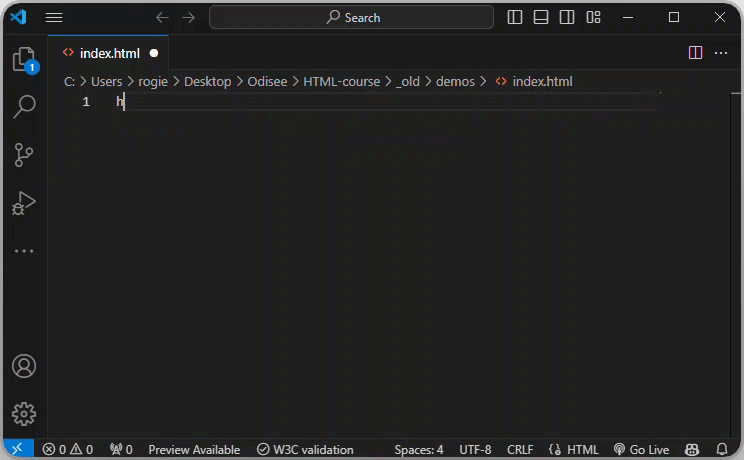 Search
index.html
C: Users rogie Desktop Odisee HTML-course _old demos index.html
1 h
1
0 0 0 Preview Available W3C validation Spaces: 4 UTF-8 CRLF {} HTML Go Live